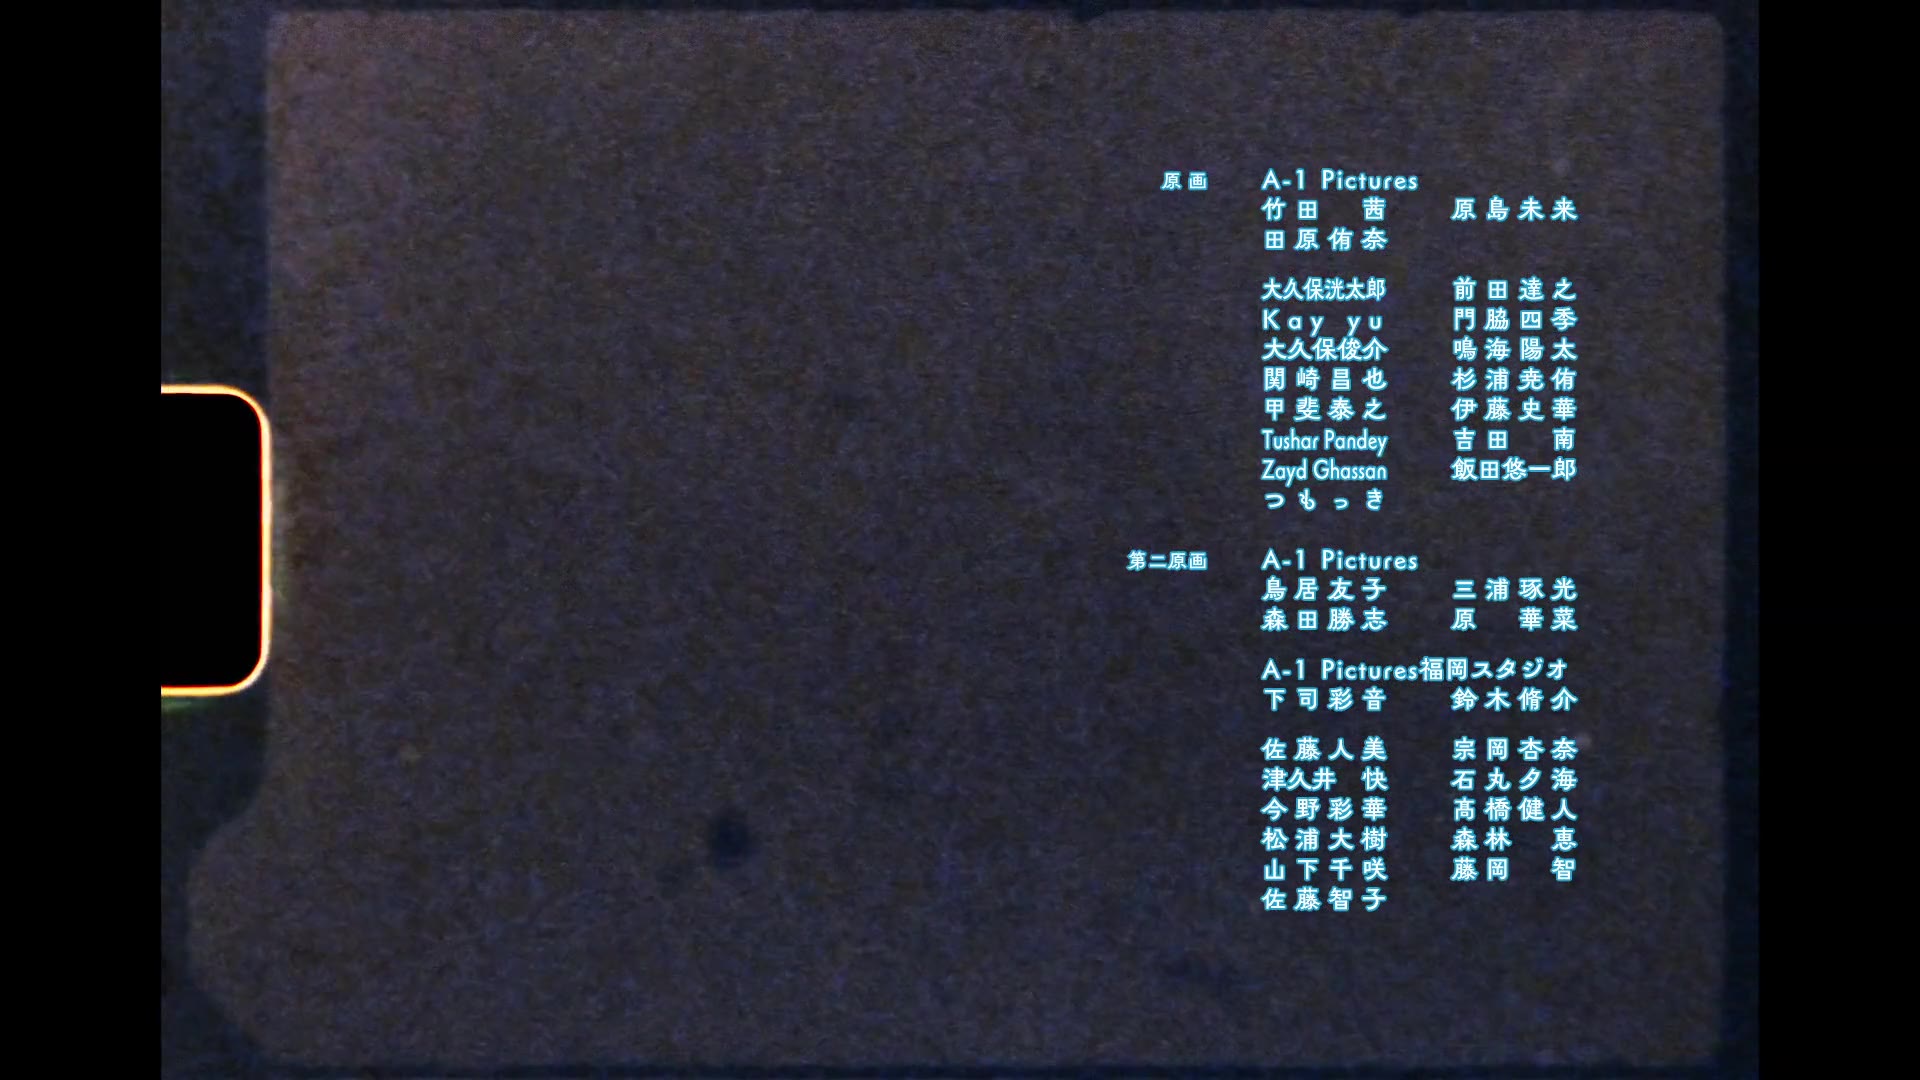 原画 A-1 Pictures
竹田 茜 原島未来
田原侑奈
大久保洸太郎 前田達之
Kay yu 門脇四季
大久保俊介 鳴海陽太
関崎昌也 杉浦尭侑
甲斐泰之 伊藤史華
Tushar Pandey 吉田 南
Zayd Ghassan 飯田悠一郎
つもっき
第二原画 A-1 Pictures
鳥居友子 三浦琢光
森田勝志 原 華菜
A-1 Pictures福岡スタジオ
下司彩音 鈴木脩介
佐藤人美 宗岡杏奈
津久井 快 石丸夕海
今野彩華 髙橋健人
松浦大樹 森林 恵
山下千咲 藤岡 智
佐藤智子